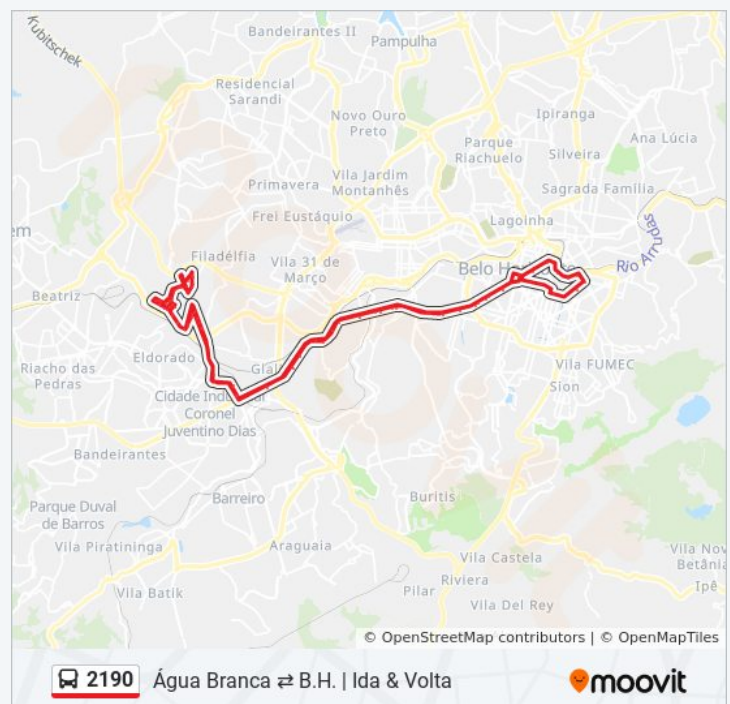 Kubitschek
Bandeirantes II
Pampulha
Residencial
Sarandi
Novo Ouro
Preto
Ipiranga
Parque
Riachuelo
Ana Lúcia
Silveira
Vila Jardim
Montanhês
Primavera
Sagrada Família
Frei Eustáquio
Lagoinha
em
Filadélfia
Vila 31 de
Março
Belo H
Rio Arrudas
Beatriz
Eldorado
Riacho das
Pedras
Vila FUMEC
Sion
Cidade Indu
Coronel
Juventino Dias
Bandeirantes
Barreiro
Buritis
Parque Duval
de Barros
Vila Piratininga
Araguaia
Vila Castela
Vila Nov
Betânia
Vila Batik
Pilar
Riviera
Ipê
Vila Del Rey
© OpenStreetMap contributors | © OpenMapTiles
2190 Água Branca ⇄ B.H. | Ida & Volta
moovit